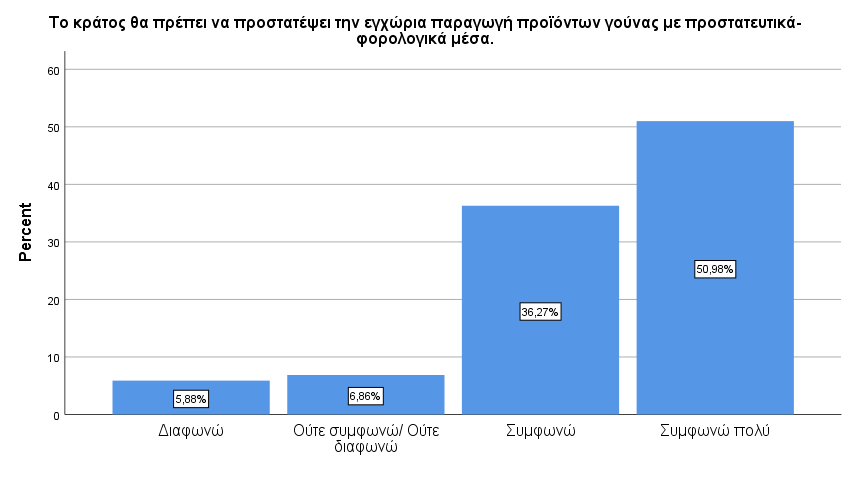 Το κράτος θα πρέπει να προστατέψει την εγχώρια παραγωγή προϊόντων γούνας με προστατευτικά-
φορολογικά μέσα.
Percent
60
50
40
30
20
10
0
5,88%
6,86%
36,27%
50,98%
Διαφωνώ
Ούτε συμφωνώ/ Ούτε
διαφωνώ
Συμφωνώ
Συμφωνώ πολύ